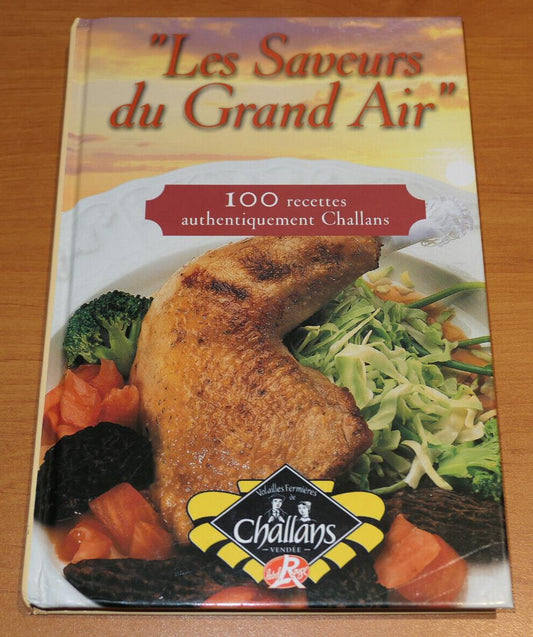 "Les Saveurs
du Grand Air"
100 recettes
authentiquement Challans
Volailles Fermières
de
Challans
VENDÉE
Label Rouge